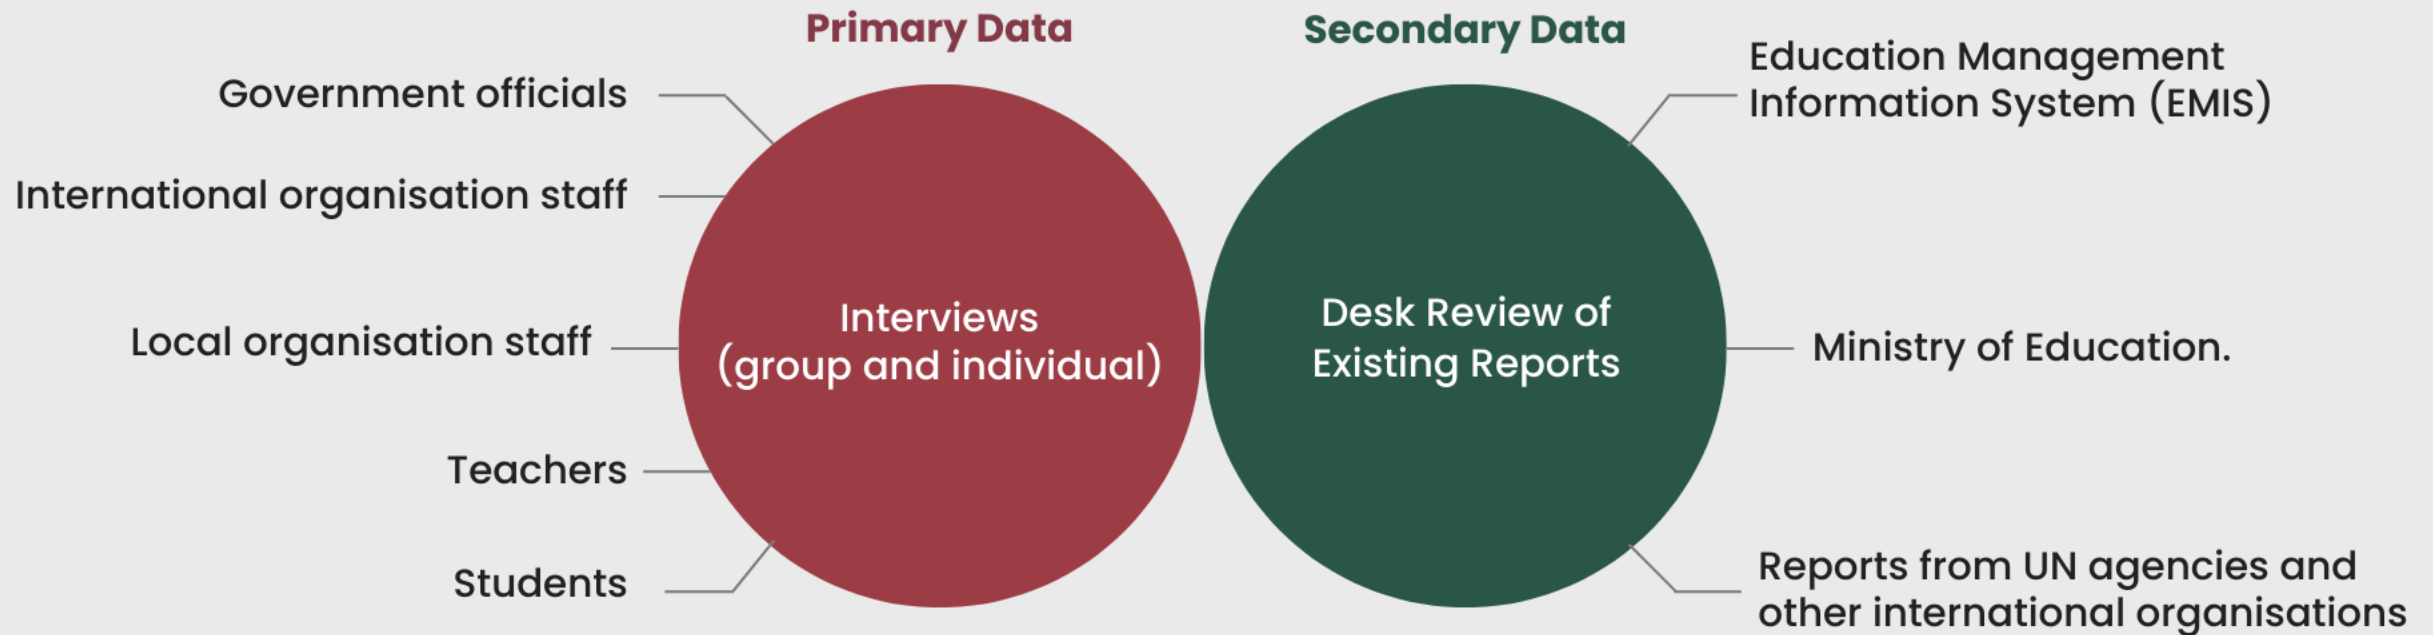 Primary Data
Government officials
International organisation staff
Local organisation staff
Teachers
Students
Interviews
(group and individual)
Secondary Data
Desk Review of
Existing Reports
Education Management
Information System (EMIS)
Ministry of Education.
Reports from UN agencies and
other international organisations